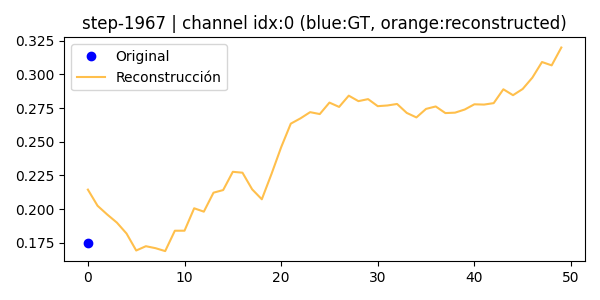 step-1967 | channel idx:0 (blue:GT, orange:reconstructed)
Original
Reconstrucción
0.325
0.300
0.275
0.250
0.225
0.200
0.175
0 10 20 30 40 50